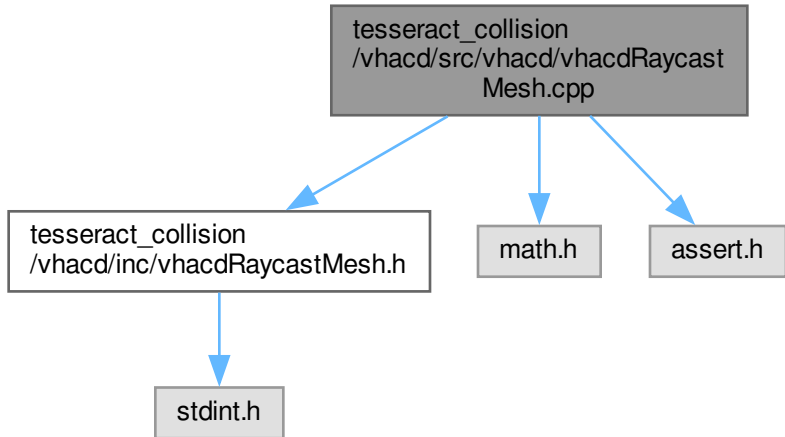 tesseract_collision
/vhacd/src/vhacd/vhacdRaycast
Mesh.cpp
tesseract_collision
/vhacd/inc/vhacdRaycastMesh.h
math.h
assert.h
stdint.h